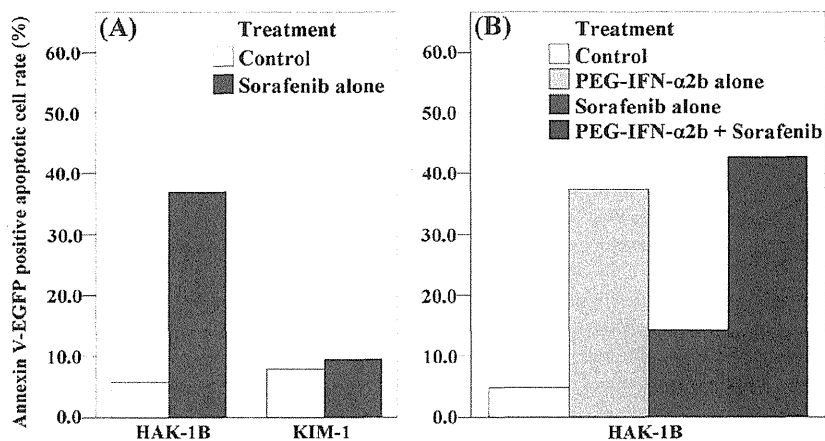 Annexin V-EGFP positive apoptotic cell rate (%)
(A)
Treatment
Control
Sorafenib alone
60.0
50.0
40.0
30.0
20.0
10.0
0.0
HAK-1B KIM-1
(B)
Treatment
Control
PEG-IFN-α2b alone
Sorafenib alone
PEG-IFN-α2b + Sorafenib
60.0
50.0
40.0
30.0
20.0
10.0
0.0
HAK-1B